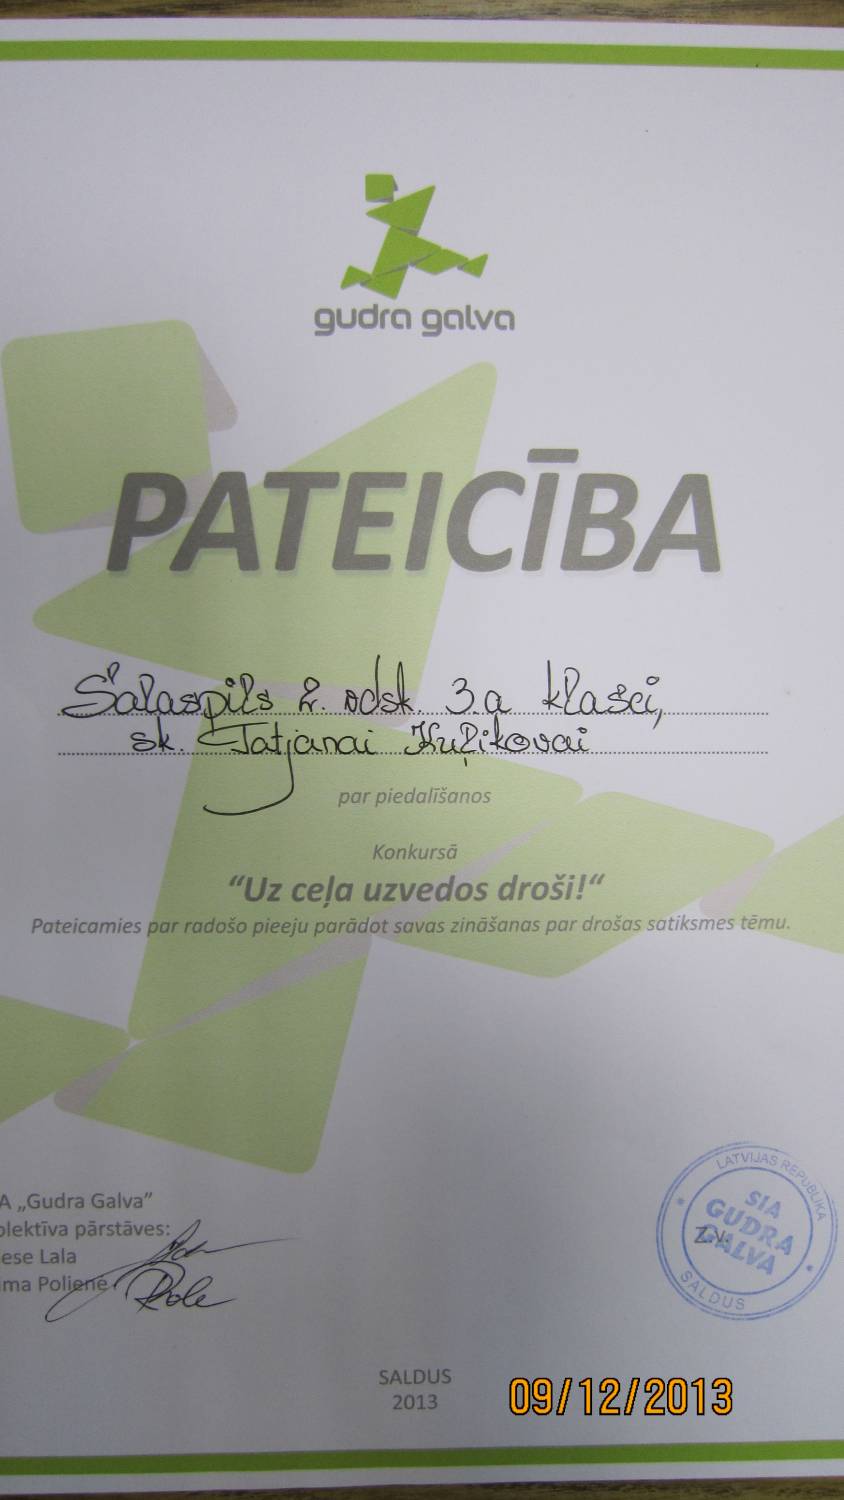 gudra galva
PATEICĪBA
Salaspils 2. vdsk. 3.a klasei,
sk. Tatjanai Kuļikovai
par piedalīšanos
Konkursā
“Uz ceļa uzvedos droši!“
Pateicamies par radošo pieeju parādot savas zināšanas par drošas satiksmes tēmu.
A „Gudra Galva”
olektīva pārstāves:
ese Lala
ima Polienė
LATVIJAS REPUBLIKA
SIA
GUDRA
GALVA
Z.v.
SALDUS
SALDUS
2013
09/12/2013